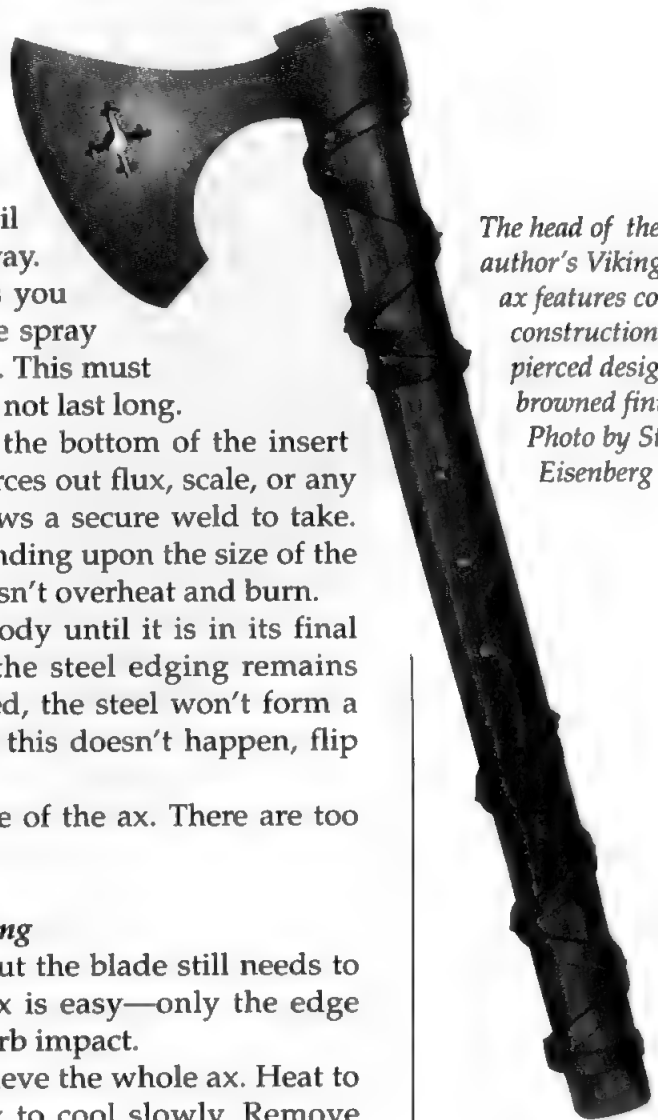 il
ay.
you
e spray
. This must
not last long.
the bottom of the insert
rces out flux, scale, or any
ws a secure weld to take.
nding upon the size of the
sn't overheat and burn.
ody until it is in its final
the steel edging remains
ed, the steel won't form a
this doesn't happen, flip
e of the ax. There are too
ng
ut the blade still needs to
x is easy—only the edge
rb impact.
eve the whole ax. Heat to
to cool slowly. Remove
The head of the
author's Viking
ax features co
construction
pierced desig
browned fin
Photo by St
Eisenberg